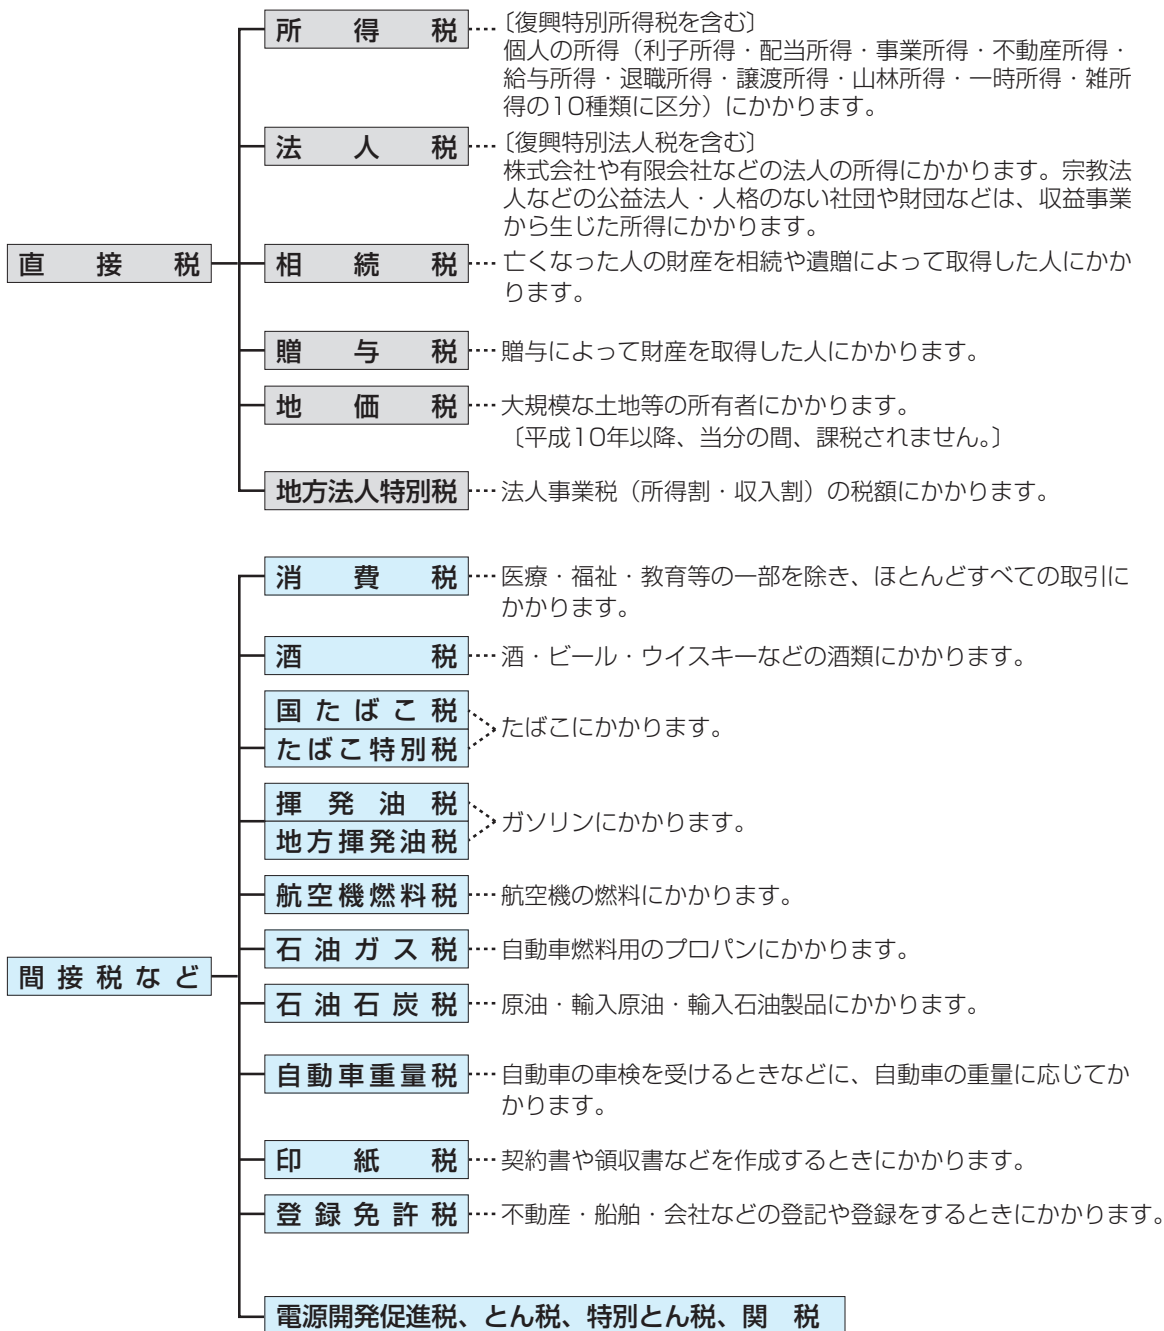 直接税
所得税
〔復興特別所得税を含む〕
個人の所得（利子所得・配当所得・事業所得・不動産所得・
給与所得・退職所得・譲渡所得・山林所得・一時所得・雑所
得の10種類に区分）にかかります。
法人税
〔復興特別法人税を含む〕
株式会社や有限会社などの法人の所得にかかります。宗教法
人などの公益法人・人格のない社団や財団などは、収益事業
から生じた所得にかかります。
相続税
亡くなった人の財産を相続や遺贈によって取得した人にかか
ります。
贈与税
贈与によって財産を取得した人にかかります。
地価税
大規模な土地等の所有者にかかります。
〔平成10年以降、当分の間、課税されません。〕
地方法人特別税
法人事業税（所得割・収入割）の税額にかかります。
間接税など
消費税
医療・福祉・教育等の一部を除き、ほとんどすべての取引に
かかります。
酒税
酒・ビール・ウイスキーなどの酒類にかかります。
国たばこ税
たばこ特別税
たばこにかかります。
揮発油税
地方揮発油税
ガソリンにかかります。
航空機燃料税
航空機の燃料にかかります。
石油ガス税
自動車燃料用のプロパンにかかります。
石油石炭税
原油・輸入原油・輸入石油製品にかかります。
自動車重量税
自動車の車検を受けるときなどに、自動車の重量に応じてか
かります。
印紙税
契約書や領収書などを作成するときにかかります。
登録免許税
不動産・船舶・会社などの登記や登録をするときにかかります。
電源開発促進税、とん税、特別とん税、関　税